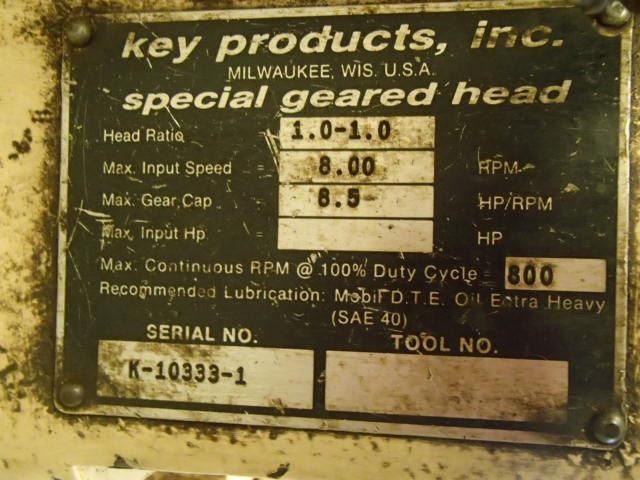 key products, inc.
MILWAUKEE, WIS. U.S.A.
special geared head
Head Ratio = 1.0-1.0
Max. Input Speed = 8.00 RPM
Max. Gear Cap = 8.5 HP/RPM
Max. Input Hp = HP
Max. Continuous RPM @ 100% Duty Cycle = 800
Recommended Lubrication: Mobil D.T.E. Oil Extra Heavy
(SAE 40)
SERIAL NO. TOOL NO.
K-10333-1